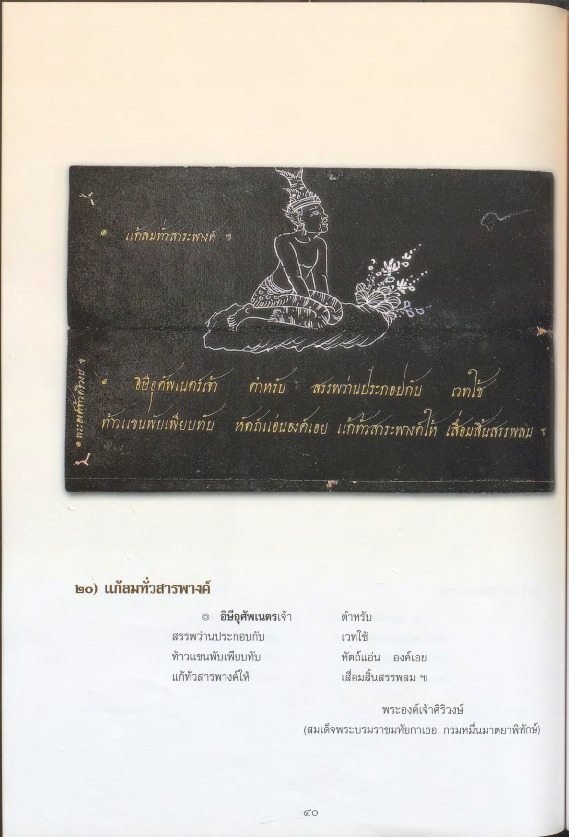 ๏ แก้ลมทั่วสาระพางค์ ฯ
๏ พระองค์เจ้าศิริวงษ ฯ
๏ อิษีอุศัพเนตร์เจ้า ตำหรับ สรรพว่านประกอบกับ เวทใช้
ท้าวแขนพับเพียบทับ หัตถ์แอ่นองค์เอย แก้ทั่วสาระพางค์ให้ เสื่อมสิ้นสรรพลม ฯ
๒๐) แก้ลมทั่วสารพางค์
๏ อิษีอุศัพเนตรเจ้า ตำหรับ
สรรพว่านประกอบกับ เวทใช้
ท้าวแขนพับเพียบทับ หัตถ์แอ่น องค์เอย
แก้ทั่วสารพางค์ให้ เสื่อมสิ้นสรรพลม ฯ
พระองค์เจ้าศิริวงษ์
(สมเด็จพระบรมราชมหัยกาเธอ กรมหมื่นมาตยาพิทักษ์)
๔๐